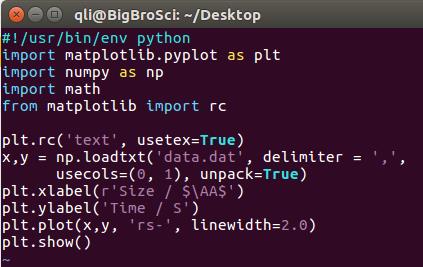 qli@BigBroSci: ~/Desktop
#!/usr/bin/env python
import matplotlib.pyplot as plt
import numpy as np
import math
from matplotlib import rc

plt.rc('text', usetex=True)
x,y = np.loadtxt('data.dat', delimiter = ',',
        usecols=(0, 1), unpack=True)
plt.xlabel(r'Size / $\AA$')
plt.ylabel('Time / S')
plt.plot(x,y, 'rs-', linewidth=2.0)
plt.show()
~